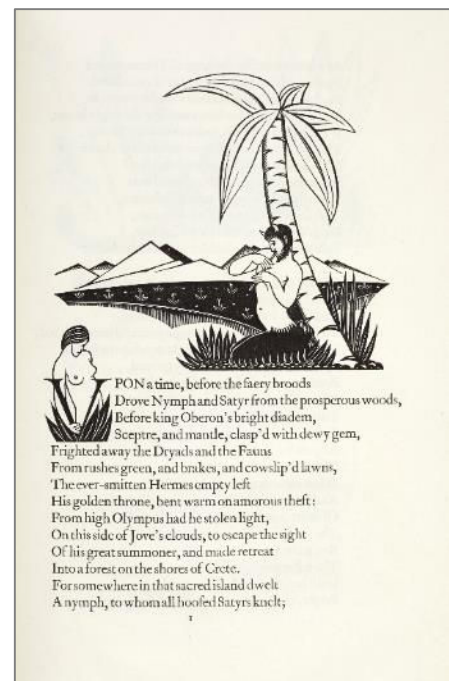 UPON a time, before the faery broods
Drove Nymph and Satyr from the prosperous woods,
Before king Oberon's bright diadem,
Sceptre, and mantle, clasp'd with dewy gem,
Frighted away the Dryads and the Fauns
From rushes green, and brakes, and cowslip'd lawns,
The ever-smitten Hermes empty left
His golden throne, bent warm on amorous theft:
From high Olympus had he stolen light,
On this side of Jove's clouds, to escape the sight
Of his great summoner, and made retreat
Into a forest on the shores of Crete.
For somewhere in that sacred island dwelt
A nymph, to whom all hoofed Satyrs knelt;
1